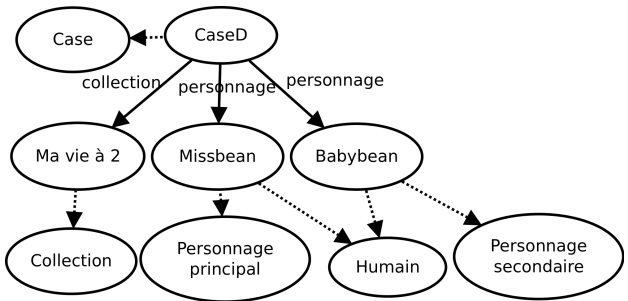 Case
CaseD
collection
personnage
personnage
Ma vie à 2
Missbean
Babybean
Collection
Personnage
principal
Humain
Personnage
secondaire